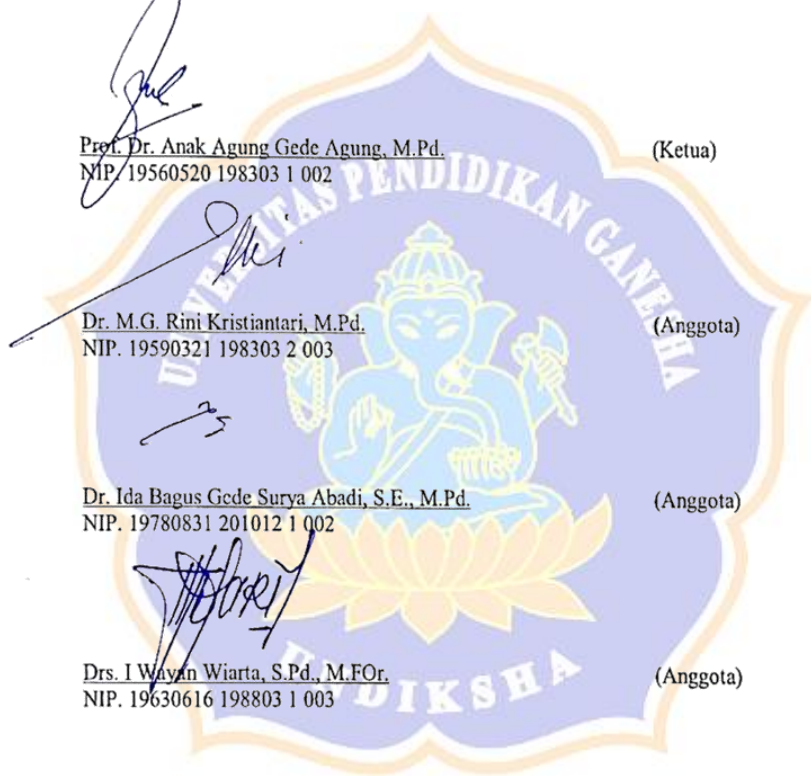 Prof. Dr. Anak Agung Gede Agung, M.Pd. (Ketua)
NIP. 19560520 198303 1 002
UNIVERSITAS PENDIDIKAN GANESHA
Dr. M.G. Rini Kristiantari, M.Pd. (Anggota)
NIP. 19590321 198303 2 003
Dr. Ida Bagus Gede Surya Abadi, S.E., M.Pd. (Anggota)
NIP. 19780831 201012 1 002
Drs. I Wayan Wiarta, S.Pd., M.FOr. (Anggota)
NIP. 19630616 198803 1 003
UNDIKSHA